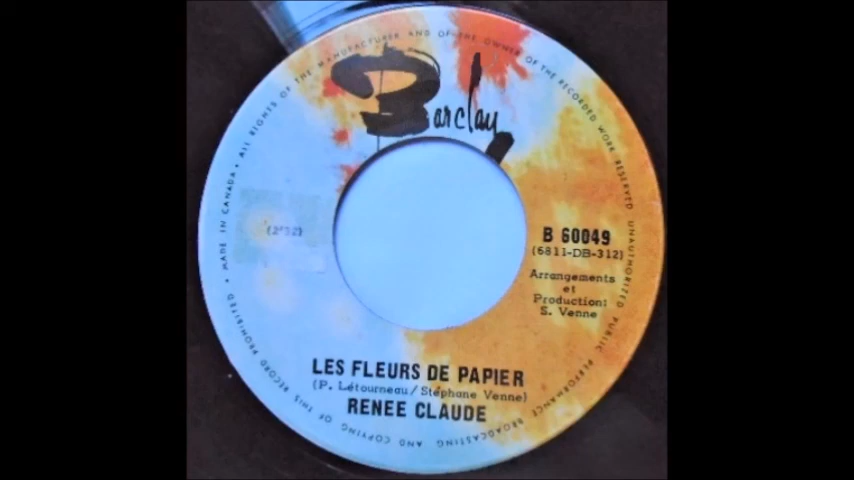 MADE IN CANADA • ALL RIGHTS OF THE MANUFACTURER AND OF THE OWNER OF THE RECORDED WORK RESERVED UNAUTHORIZED PUBLIC PERFORMANCE BROADCASTING AND COPYING OF THIS RECORD PROHIBITED •
Barclay
(2'32)
B 60049
(6811-DB-312)
Arrangements
et
Production:
S. Venne
LES FLEURS DE PAPIER
(P. Létourneau/Stéphane Venne)
RENEE CLAUDE